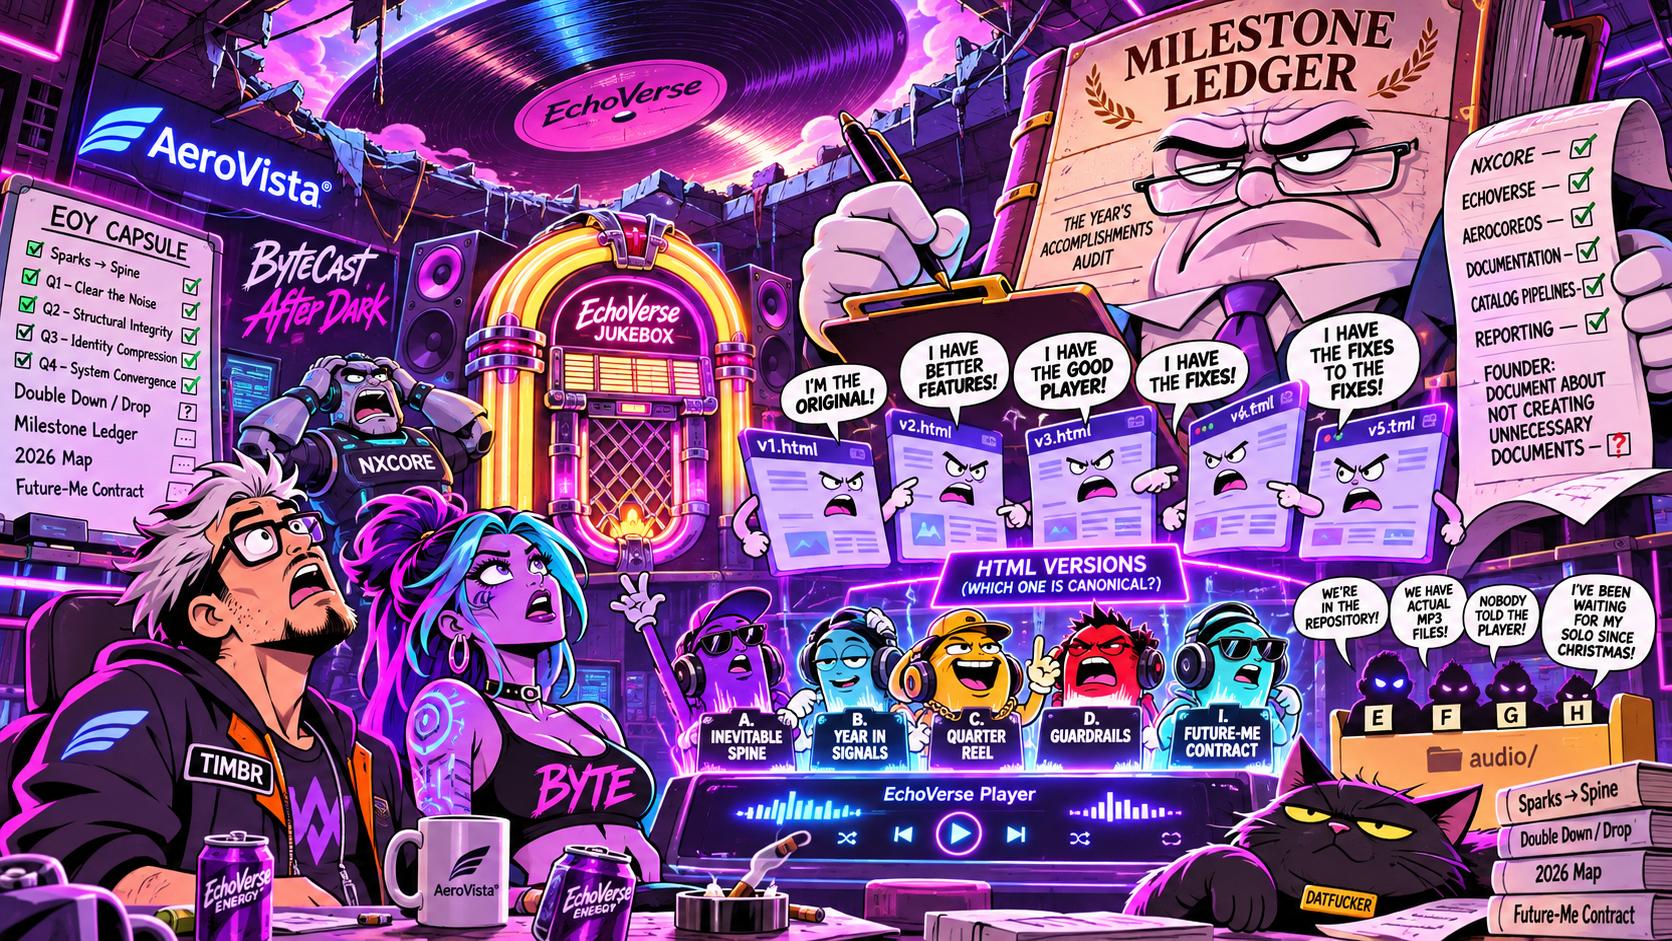 EchoVerse
AeroVista®
EOY CAPSULE
Sparks → Spine
Q1 – Clear the Noise
Q2 – Structural Integrity
Q3 – Identity Compression
Q4 – System Convergence
Double Down / Drop
?
Milestone Ledger
...
2026 Map
...
Future-Me Contract
ByteCast
After Dark
NXCORE
EchoVerse
JUKEBOX
MILESTONE
LEDGER
THE YEAR'S
ACCOMPLISHMENTS
AUDIT
NXCORE —
ECHOVERSE —
AEROCOREOS —
DOCUMENTATION –
CATALOG PIPELINES-
REPORTING —
FOUNDER:
DOCUMENT ABOUT
NOT CREATING
UNNECESSARY
DOCUMENTS – ?
I'M THE
ORIGINAL!
I HAVE
BETTER
FEATURES!
I HAVE
THE GOOD
PLAYER!
I HAVE
THE FIXES!
I HAVE
THE FIXES
TO THE
FIXES!
v1.html
v2.html
v3.html
v5.tml
HTML VERSIONS
(WHICH ONE IS CANONICAL?)
WE'RE
IN THE
REPOSITORY!
WE HAVE
ACTUAL
MP3
FILES!
NOBODY
TOLD THE
PLAYER!
I'VE BEEN
WAITING
FOR MY
SOLO SINCE
CHRISTMAS!
E
F
G
H
audio/
A.
INEVITABLE
SPINE
B.
YEAR IN
SIGNALS
C.
QUARTER
REEL
D.
GUARDRAILS
I.
FUTURE-ME
CONTRACT
EchoVerse Player
TIMBR
BYTE
EchoVerse
ENERGY
AeroVista®
EchoVerse
DATFUCKER
Sparks → Spine
Double Down / Drop
2026 Map
Future-Me Contract